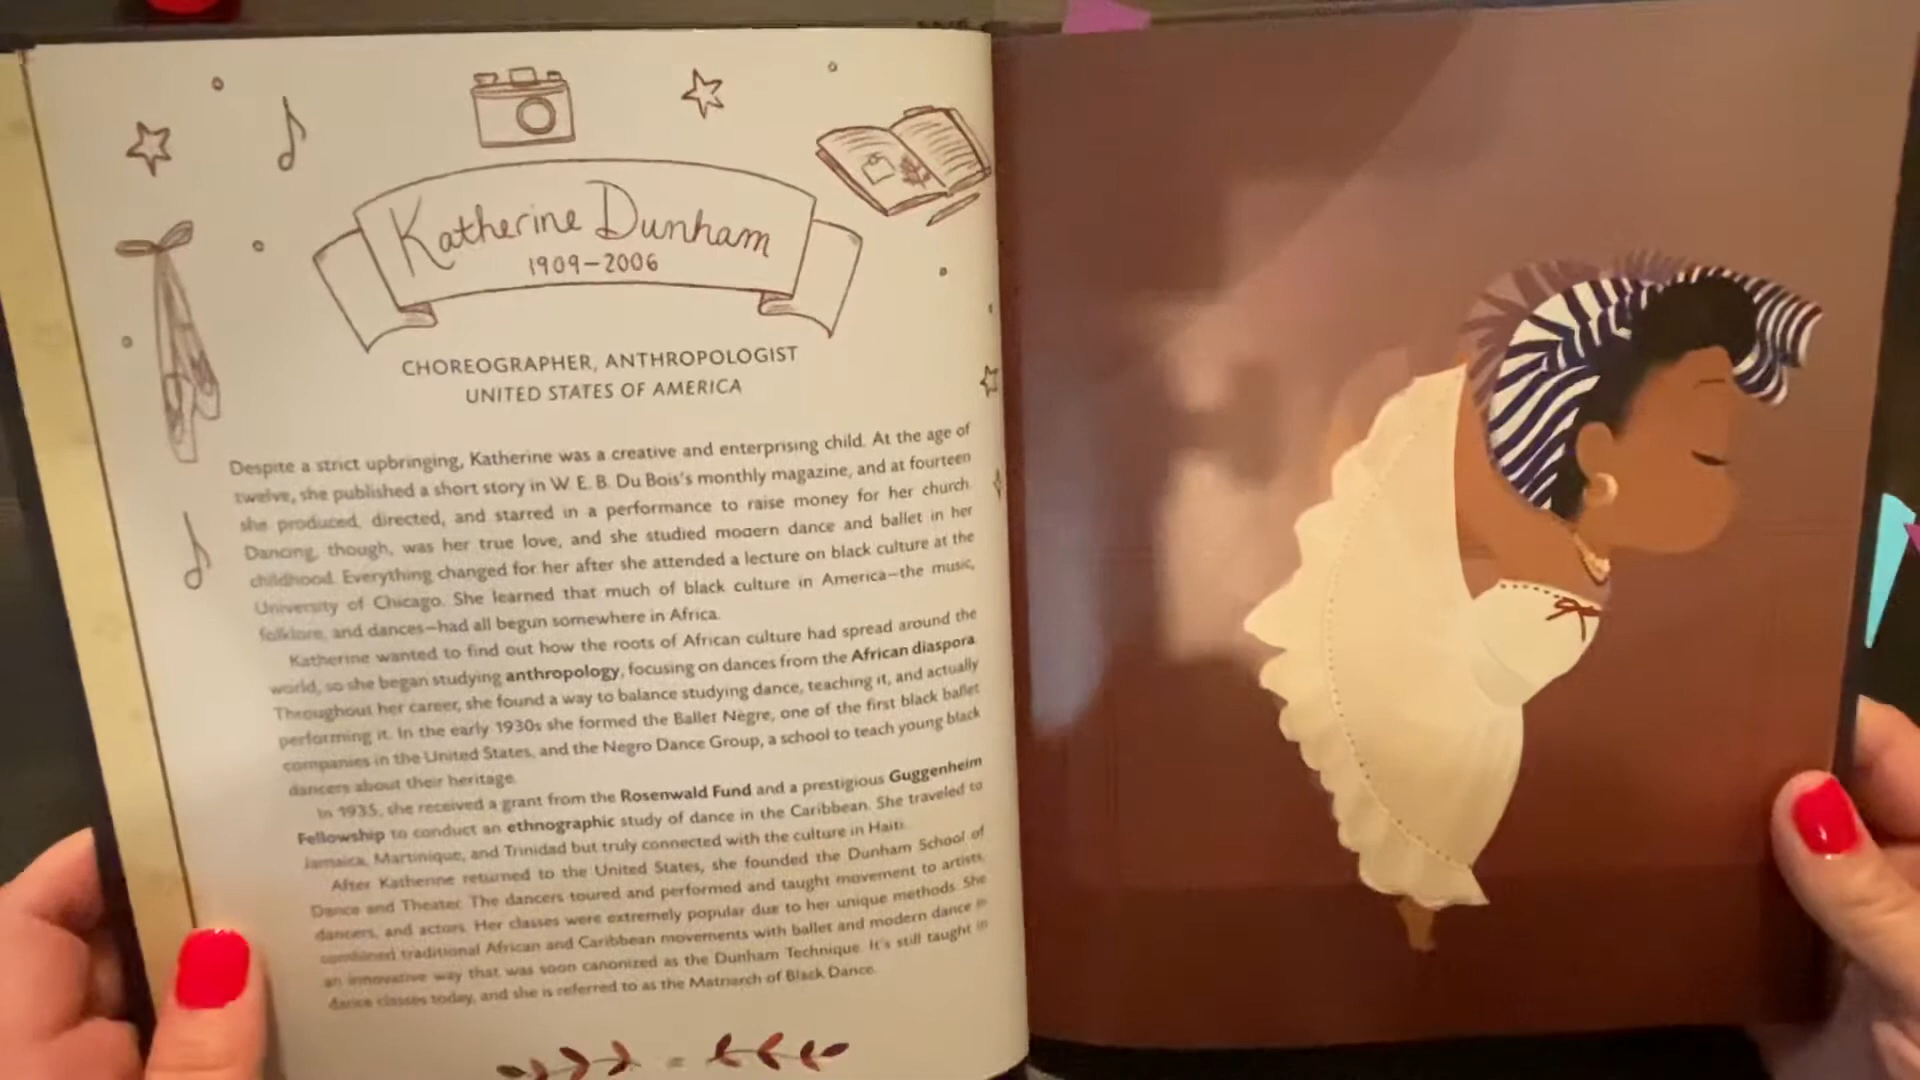 Katherine Dunham
1909–2006
CHOREOGRAPHER, ANTHROPOLOGIST
UNITED STATES OF AMERICA
Despite a strict upbringing, Katherine was a creative and enterprising child. At the age of
twelve, she published a short story in W. E. B. Du Bois's monthly magazine, and at fourteen
she produced, directed, and starred in a performance to raise money for her church.
Dancing, though, was her true love, and she studied modern dance and ballet in her
childhood. Everything changed for her after she attended a lecture on black culture at the
University of Chicago. She learned that much of black culture in America—the music,
folklore, and dances—had all begun somewhere in Africa.
Katherine wanted to find out how the roots of African culture had spread around the
world, so she began studying anthropology, focusing on dances from the African diaspora.
Throughout her career, she found a way to balance studying dance, teaching it, and actually
performing it. In the early 1930s she formed the Ballet Nègre, one of the first black ballet
companies in the United States, and the Negro Dance Group, a school to teach young black
dancers about their heritage.
In 1935, she received a grant from the Rosenwald Fund and a prestigious Guggenheim
Fellowship to conduct an ethnographic study of dance in the Caribbean. She traveled to
Jamaica, Martinique, and Trinidad but truly connected with the culture in Haiti.
After Katherine returned to the United States, she founded the Dunham School of
Dance and Theater. The dancers toured and performed and taught movement to artists,
dancers, and actors. Her classes were extremely popular due to her unique methods. She
combined traditional African and Caribbean movements with ballet and modern dance in
an innovative way that was soon canonized as the Dunham Technique. It's still taught in
dance classes today, and she is referred to as the Matriarch of Black Dance.